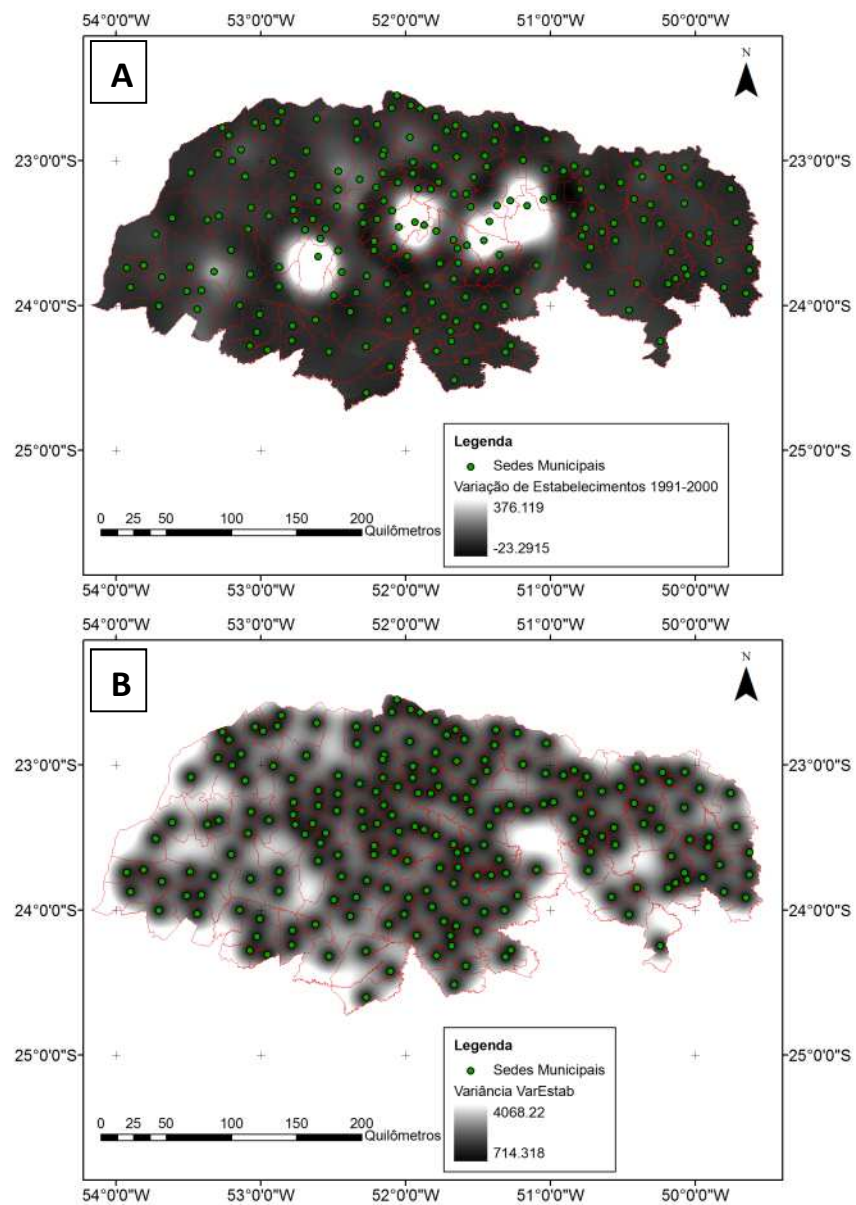 54°0'0"W 53°0'0"W 52°0'0"W 51°0'0"W 50°0'0"W
A
N
23°0'0"S 23°0'0"S
24°0'0"S 24°0'0"S
25°0'0"S 25°0'0"S
Legenda
Sedes Municipais
Variação de Estabelecimentos 1991-2000
376.119
-23.2915
0 25 50 100 150 200
Quilômetros
54°0'0"W 53°0'0"W 52°0'0"W 51°0'0"W 50°0'0"W
54°0'0"W 53°0'0"W 52°0'0"W 51°0'0"W 50°0'0"W
B
N
23°0'0"S 23°0'0"S
24°0'0"S 24°0'0"S
25°0'0"S 25°0'0"S
Legenda
Sedes Municipais
Variância VarEstab
4068.22
714.318
0 25 50 100 150 200
Quilômetros
54°0'0"W 53°0'0"W 52°0'0"W 51°0'0"W 50°0'0"W